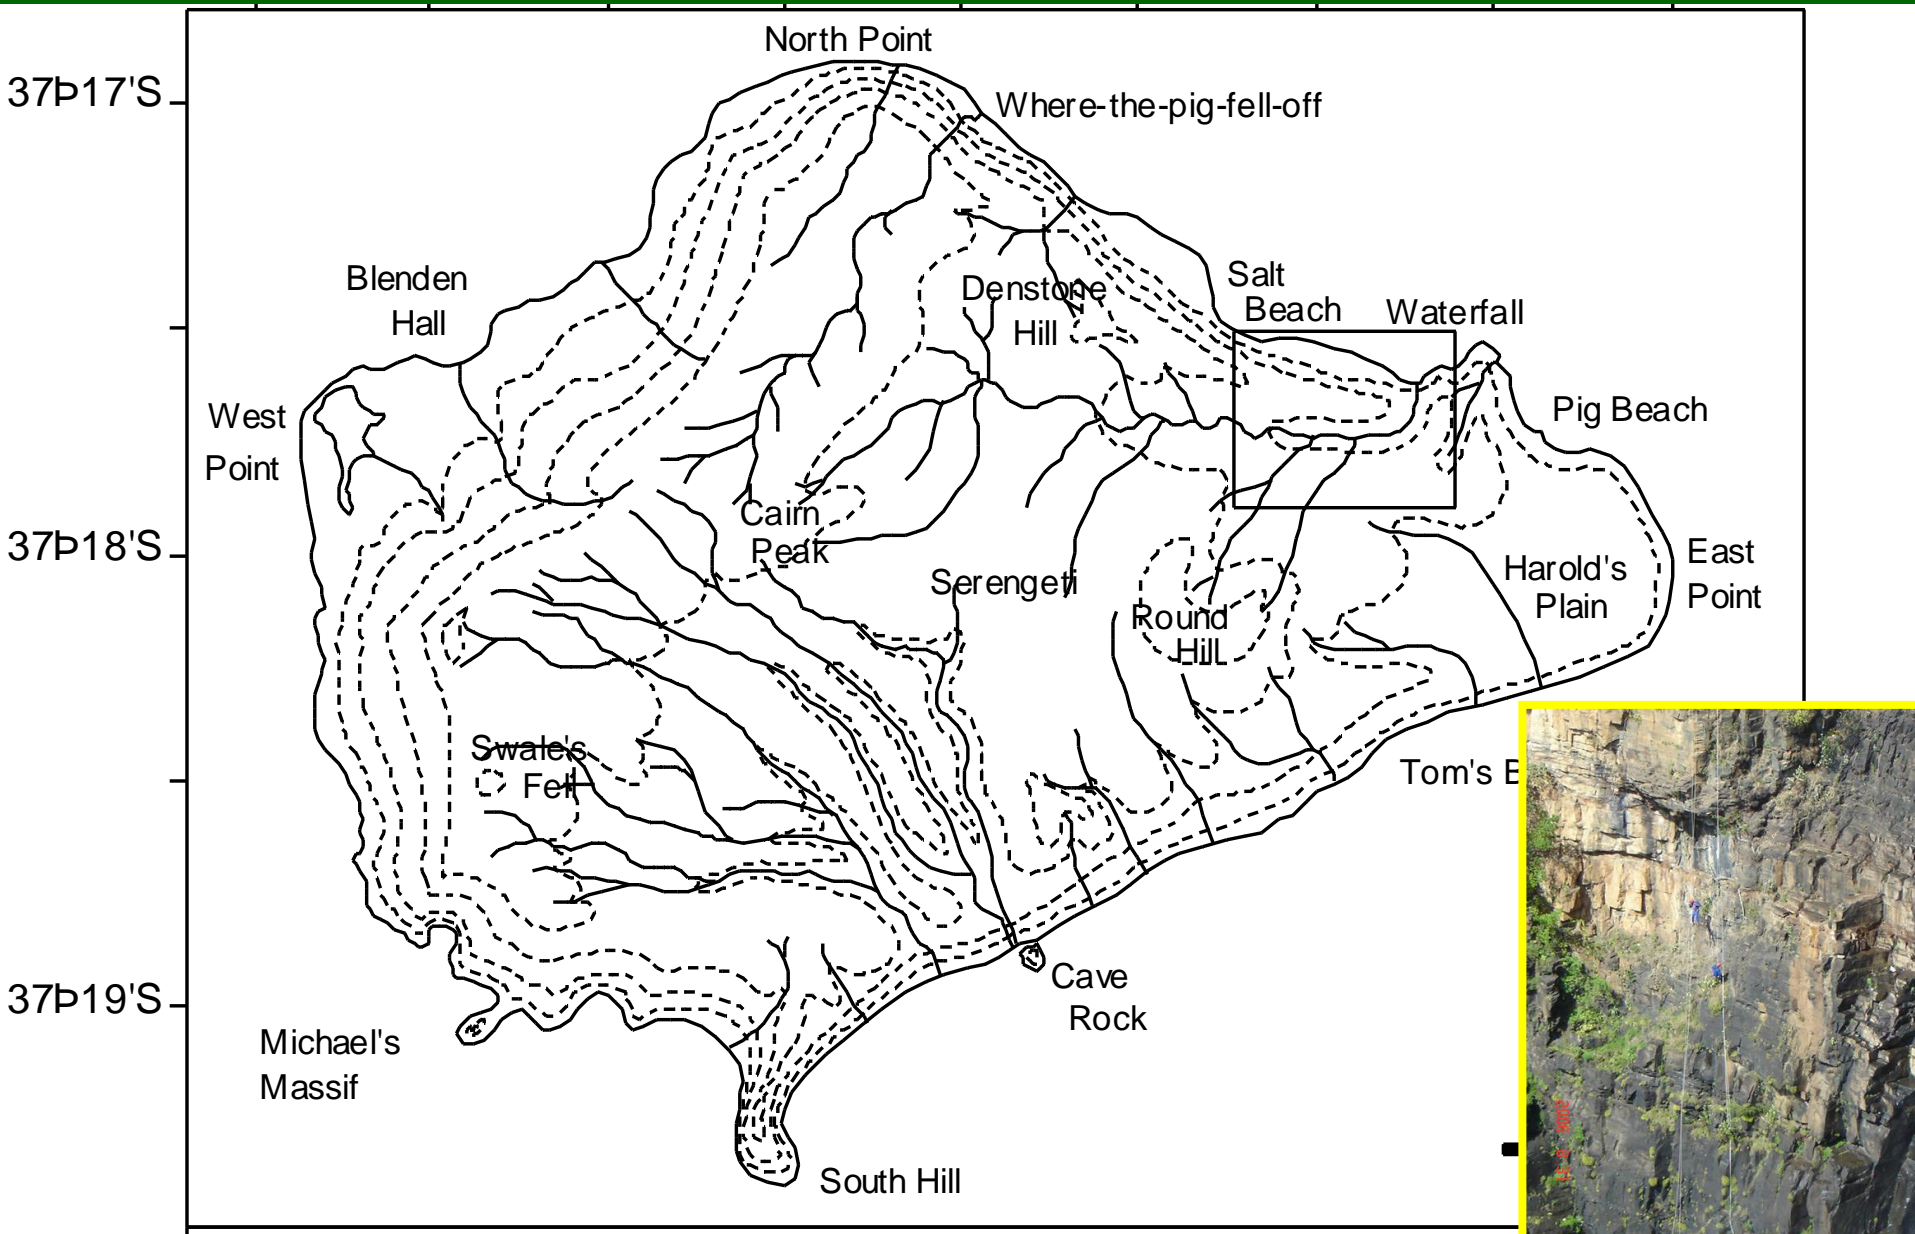 North Point
37Þ17'S
Where-the-pig-fell-off
Blenden
Hall
Denstone
Hill
Salt
Beach
Waterfall
West
Point
Pig Beach
37Þ18'S
Cairn
Peak
Serengeti
Round
Hill
Harold's
Plain
East
Point
Swale's
Fell
Tom's B
37Þ19'S
Michael's
Massif
Cave
Rock
South Hill